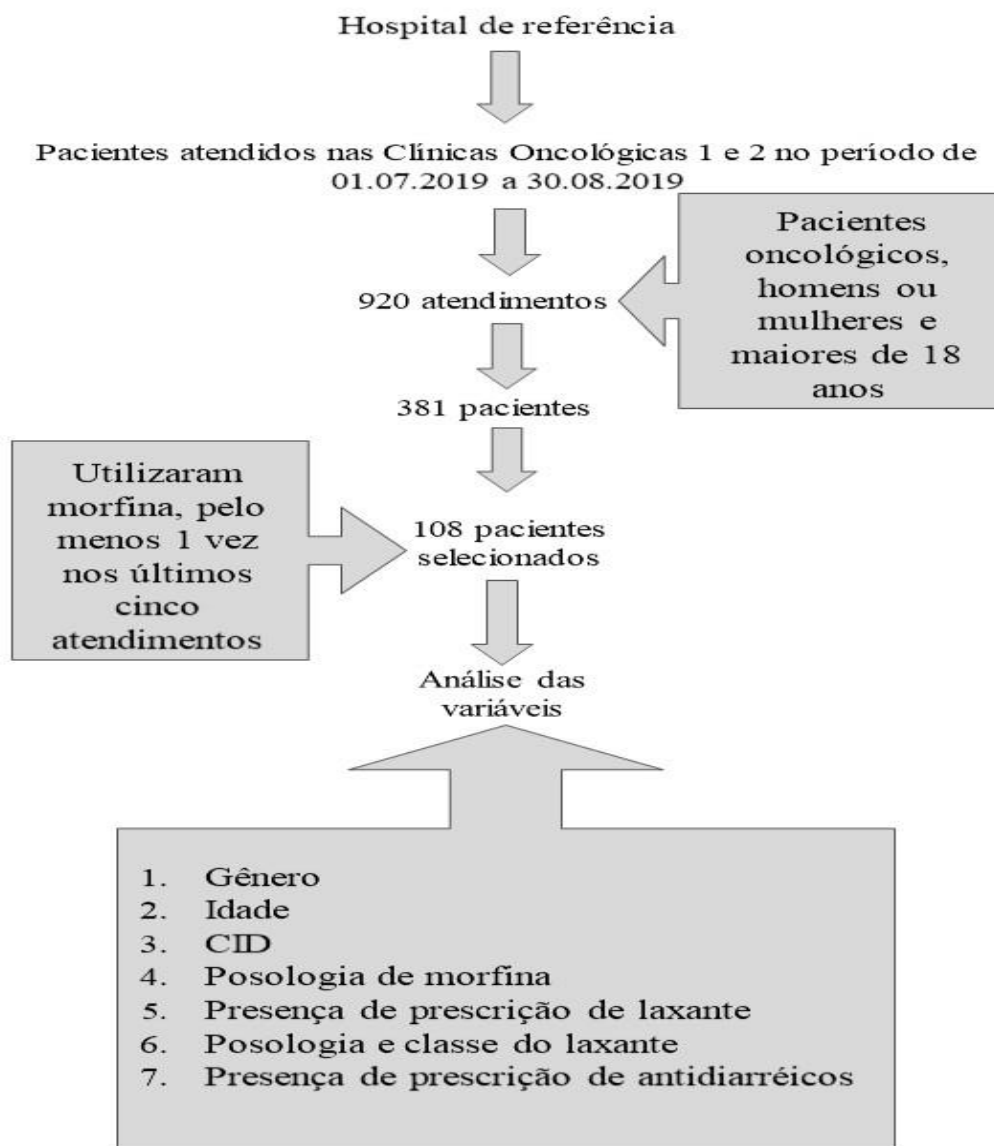 Hospital de referência
Pacientes atendidos nas Clínicas Oncológicas 1 e 2 no período de
01.07.2019 a 30.08.2019
Pacientes
oncológicos,
homens ou
mulheres e
maiores de 18
anos
920 atendimentos
381 pacientes
Utilizaram
morfina, pelo
menos 1 vez
nos últimos
cinco
atendimentos
108 pacientes
selecionados
Análise das
variáveis
1. Gênero
2. Idade
3. CID
4. Posologia de morfina
5. Presença de prescrição de laxante
6. Posologia e classe do laxante
7. Presença de prescrição de antidiarréicos